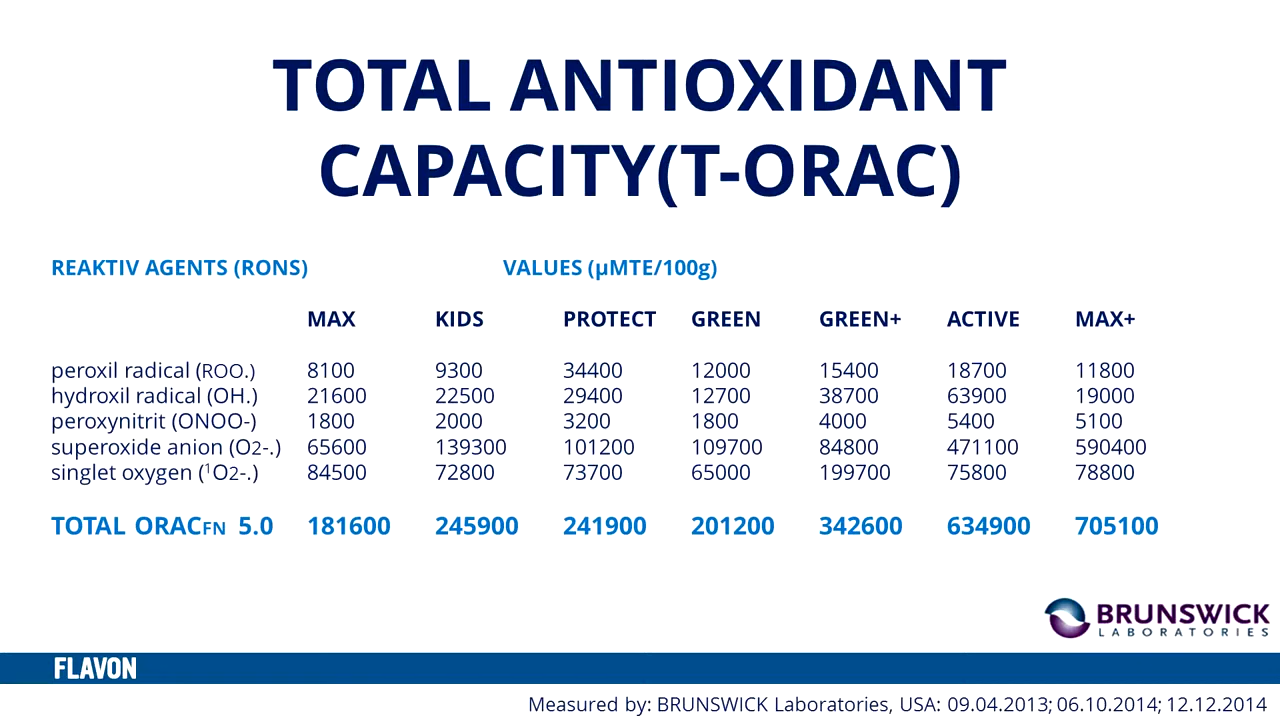 TOTAL ANTIOXIDANT
CAPACITY(T-ORAC)
REAKTIV AGENTS (RONS) VALUES (µMTE/100g)
MAX KIDS PROTECT GREEN GREEN+ ACTIVE MAX+
peroxil radical (ROO.) 8100 9300 34400 12000 15400 18700 11800
hydroxil radical (OH.) 21600 22500 29400 12700 38700 63900 19000
peroxynitrit (ONOO-) 1800 2000 3200 1800 4000 5400 5100
superoxide anion (O2-.) 65600 139300 101200 109700 84800 471100 590400
singlet oxygen (¹O2-.) 84500 72800 73700 65000 199700 75800 78800
TOTAL ORACFN 5.0 181600 245900 241900 201200 342600 634900 705100
BRUNSWICK
LABORATORIES
FLAVON
Measured by: BRUNSWICK Laboratories, USA: 09.04.2013; 06.10.2014; 12.12.2014